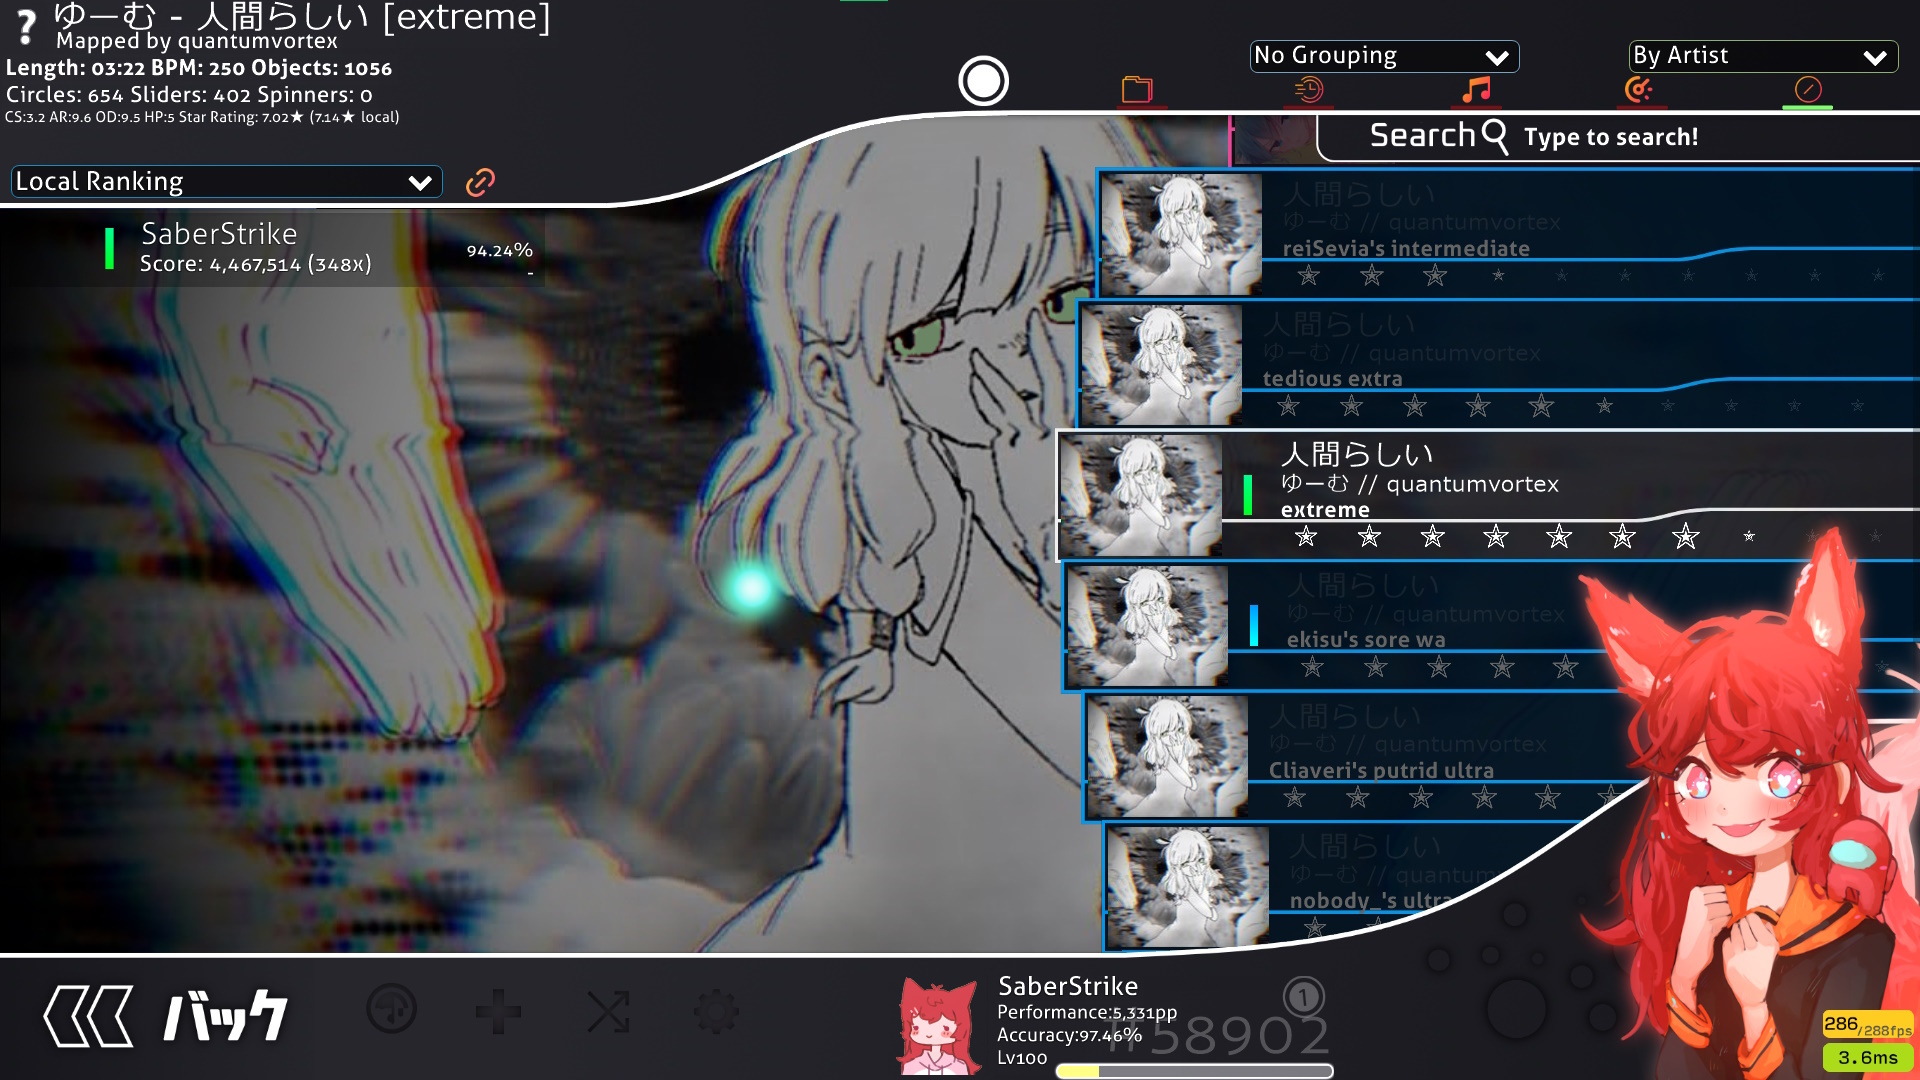 ゆーむ - 人間らしい [extreme]
Mapped by quantumvortex
Length: 03:22 BPM: 250 Objects: 1056
Circles: 654 Sliders: 402 Spinners: 0
CS:3.2 AR:9.6 OD:9.5 HP:5 Star Rating: 7.02★ (7.14★ local)
No Grouping
By Artist
Local Ranking
Search
Type to search!
SaberStrike
Score: 4,467,514 (348x)
94.24%
-
人間らしい
ゆーむ // quantumvortex
reiSevia's intermediate
人間らしい
ゆーむ // quantumvortex
tedious extra
人間らしい
ゆーむ // quantumvortex
extreme
人間らしい
ゆーむ // quantumvortex
ekisu's sore wa
人間らしい
ゆーむ // quantumvortex
Cliaveri's putrid ultra
人間らしい
ゆーむ // quantum
nobody_'s ultra
バック
SaberStrike
Performance:5,331pp
Accuracy:97.46%
Lv100
#58902
1
286/288fps
3.6ms